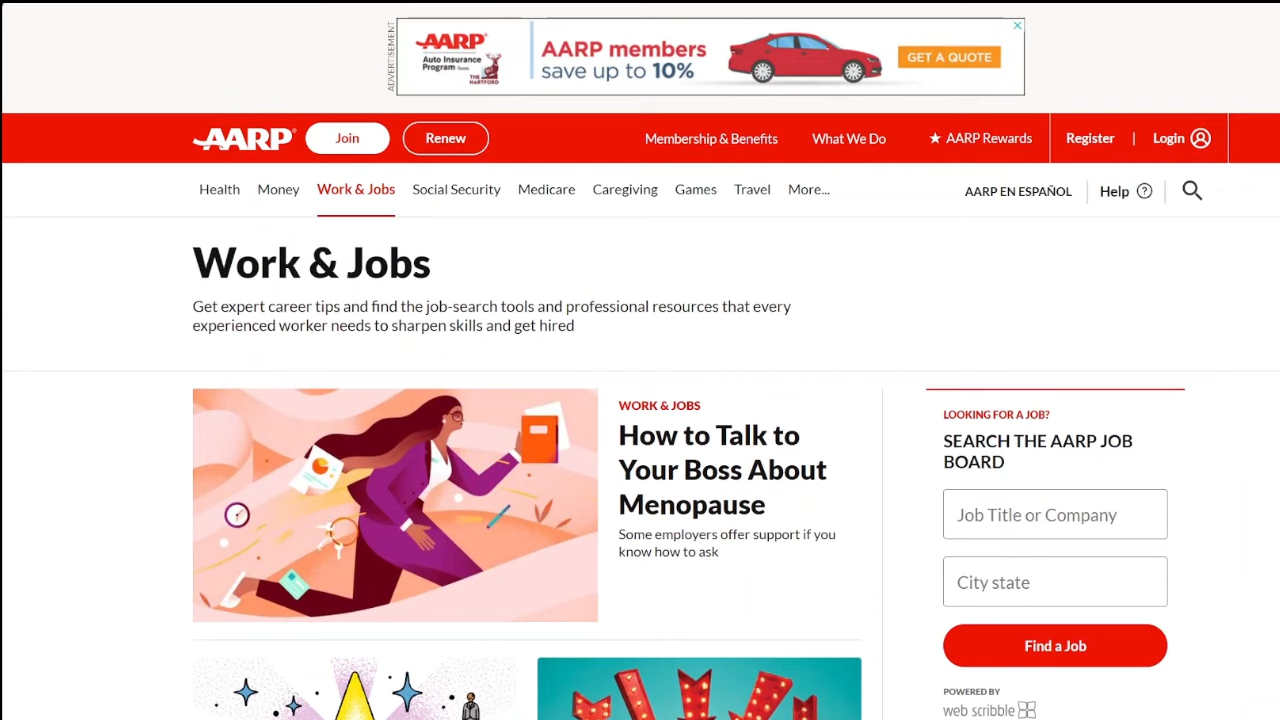 ADVERTISEMENT
AARP
Auto Insurance
Program
THE
HARTFORD
AARP members
save up to 10%
GET A QUOTE
AARP
Join
Renew
Membership & Benefits
What We Do
★ AARP Rewards
Register
|
Login
Health
Money
Work & Jobs
Social Security
Medicare
Caregiving
Games
Travel
More...
AARP EN ESPAÑOL
Help ?
Work & Jobs
Get expert career tips and find the job-search tools and professional resources that every
experienced worker needs to sharpen skills and get hired
WORK & JOBS
How to Talk to
Your Boss About
Menopause
Some employers offer support if you
know how to ask
LOOKING FOR A JOB?
SEARCH THE AARP JOB
BOARD
Job Title or Company
City state
Find a Job
POWERED BY
web scribble